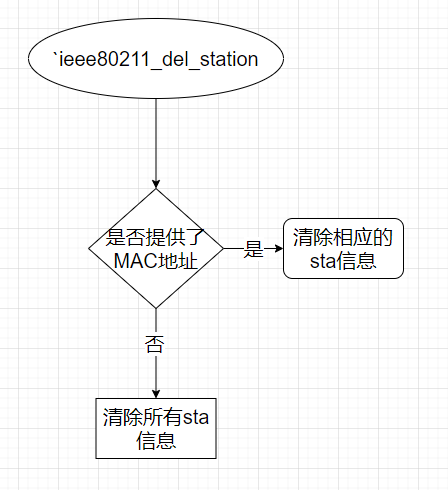 `ieee80211_del_station
是否提供了
MAC地址
是
清除相应的
sta信息
否
清除所有sta
信息